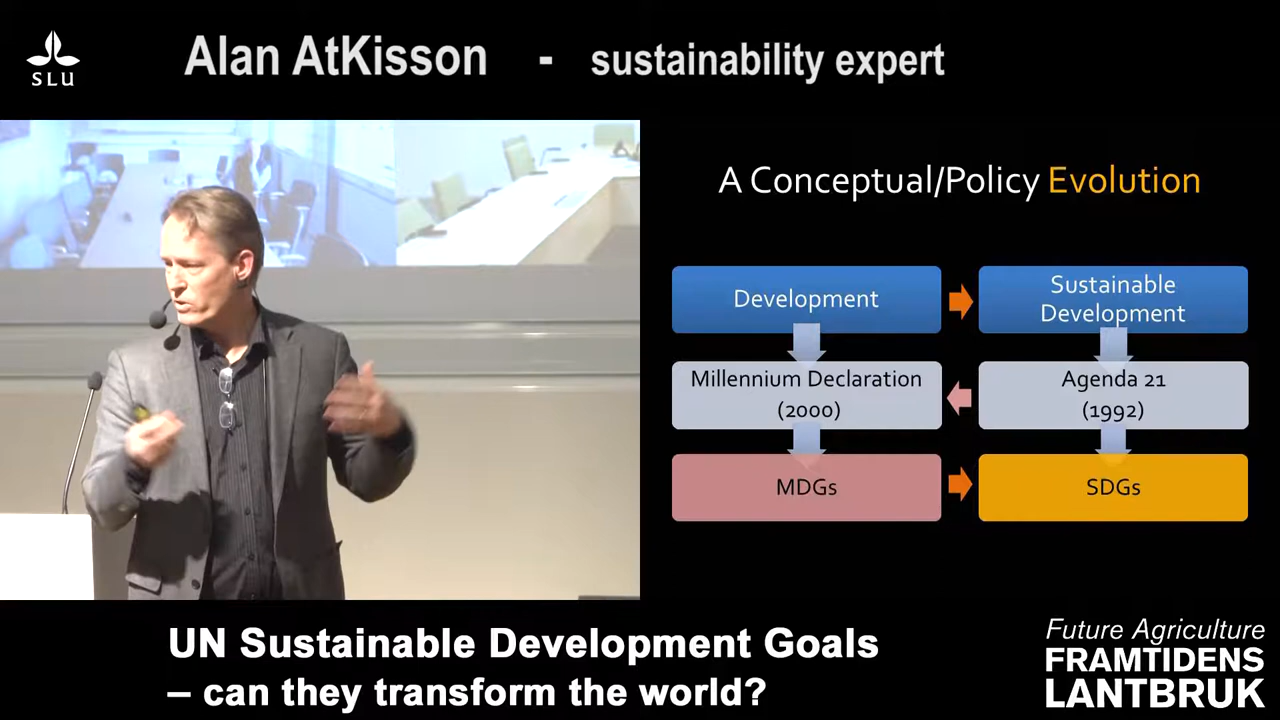 SLU
Alan AtKisson - sustainability expert
A Conceptual/Policy Evolution
Development
Sustainable
Development
Millennium Declaration
(2000)
Agenda 21
(1992)
MDGs
SDGs
UN Sustainable Development Goals
– can they transform the world?
Future Agriculture
FRAMTIDENS
LANTBRUK